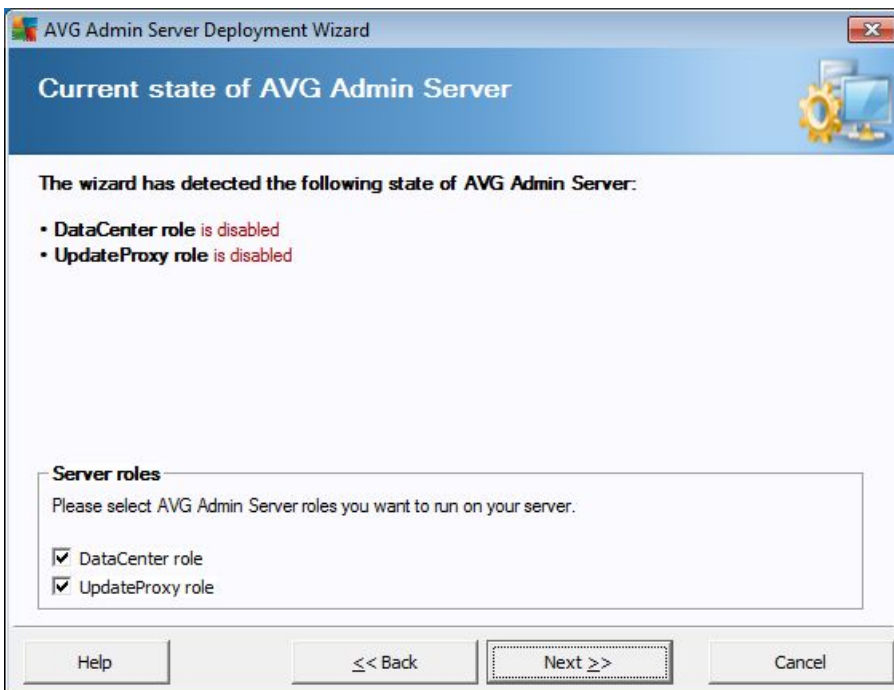 AVG Admin Server Deployment Wizard
Current state of AVG Admin Server
The wizard has detected the following state of AVG Admin Server:
• DataCenter role is disabled
• UpdateProxy role is disabled
Server roles
Please select AVG Admin Server roles you want to run on your server.
DataCenter role
UpdateProxy role
Help
<< Back
Next >>
Cancel